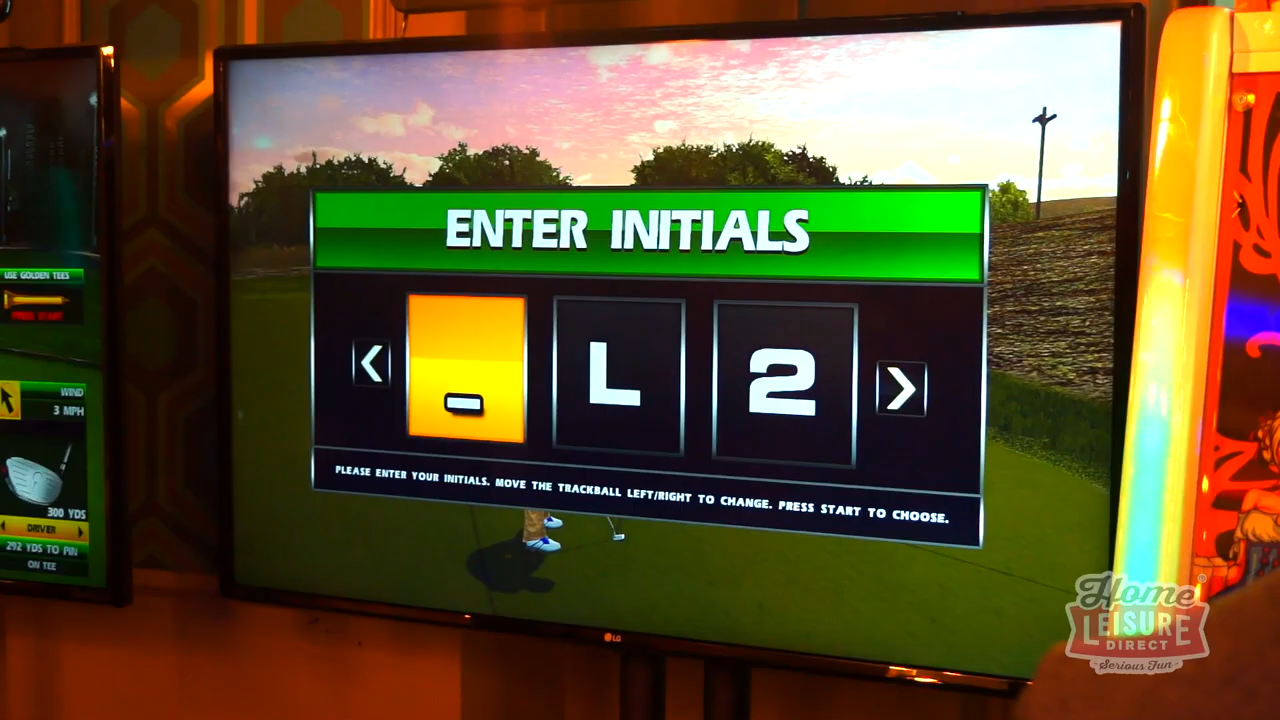 USE GOLDEN TEES
PRESS START
WIND
3 MPH
300 YDS
DRIVER
292 YDS TO PIN
ON TEE
ENTER INITIALS
_ L 2
PLEASE ENTER YOUR INITIALS. MOVE THE TRACKBALL LEFT/RIGHT TO CHANGE. PRESS START TO CHOOSE.
LG
Home
LEISURE
DIRECT
Serious Fun